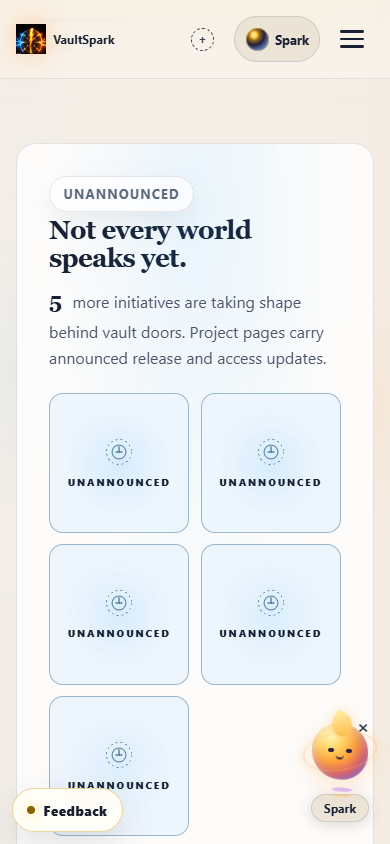 VaultSpark
+
Spark
UNANNOUNCED
Not every world
speaks yet.
5 more initiatives are taking shape
behind vault doors. Project pages carry
announced release and access updates.
UNANNOUNCED
UNANNOUNCED
UNANNOUNCED
UNANNOUNCED
UNANNOUNCED
Feedback
×
Spark